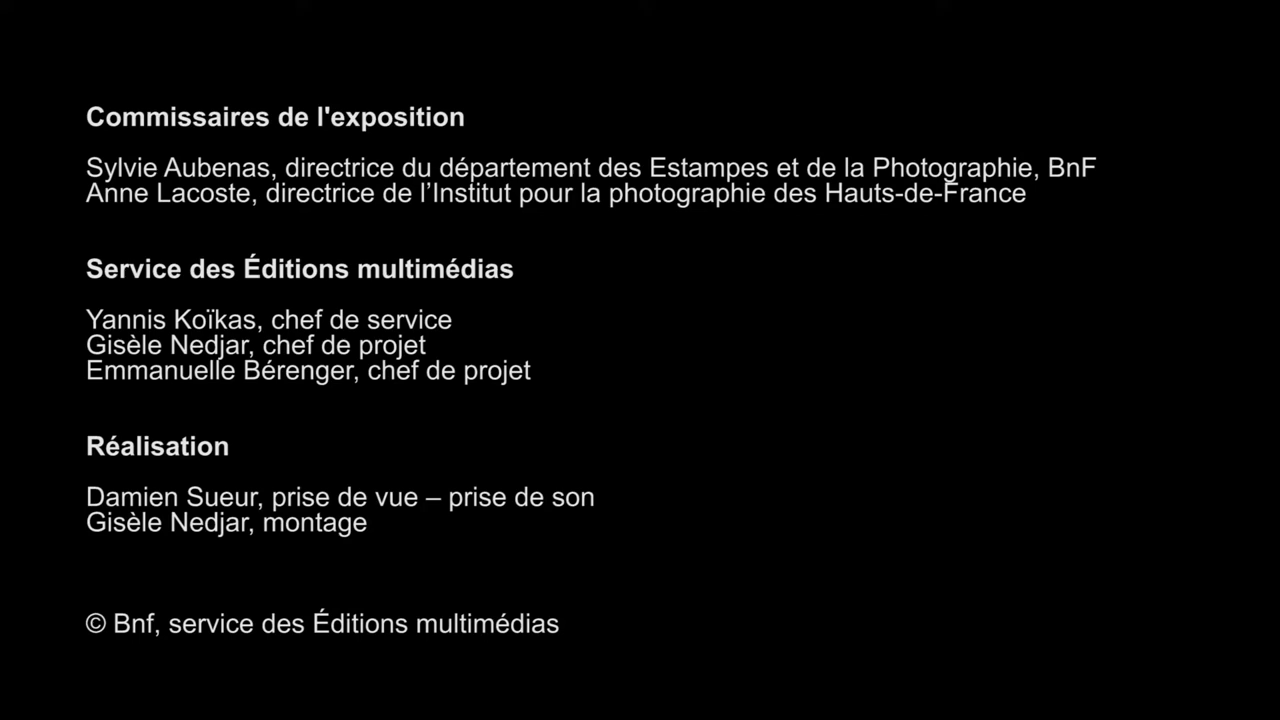 Commissaires de l'exposition
Sylvie Aubenas, directrice du département des Estampes et de la Photographie, BnF
Anne Lacoste, directrice de l’Institut pour la photographie des Hauts-de-France
Service des Éditions multimédias
Yannis Koïkas, chef de service
Gisèle Nedjar, chef de projet
Emmanuelle Bérenger, chef de projet
Réalisation
Damien Sueur, prise de vue – prise de son
Gisèle Nedjar, montage
© Bnf, service des Éditions multimédias